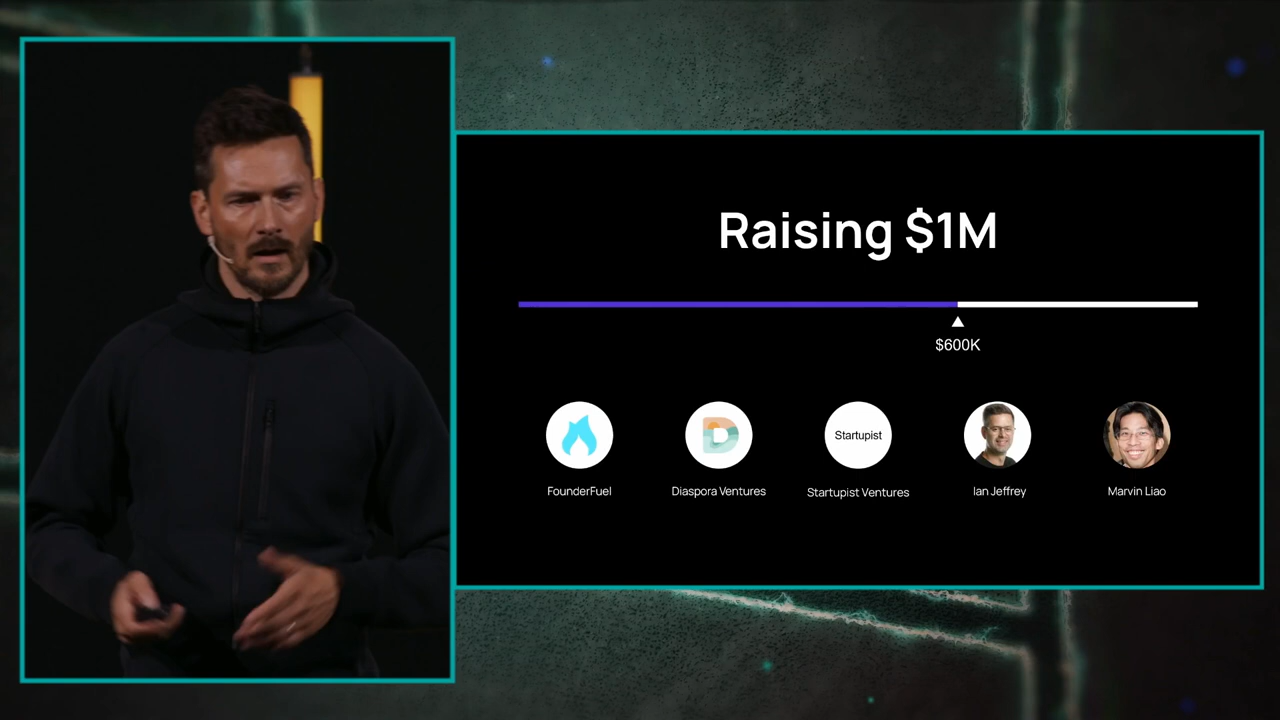 Raising $1M
$600K
Startupist
FounderFuel
Diaspora Ventures
Startupist Ventures
Ian Jeffrey
Marvin Liao